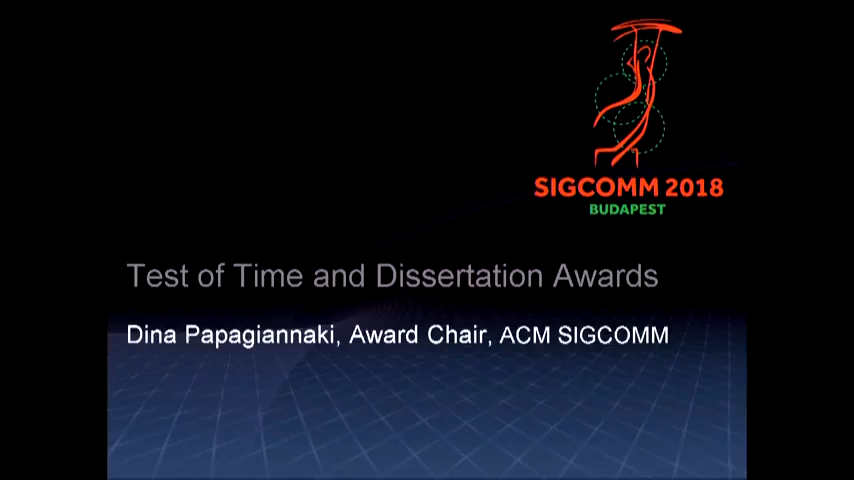 SIGCOMM 2018
BUDAPEST
Test of Time and Dissertation Awards
Dina Papagiannaki, Award Chair, ACM SIGCOMM